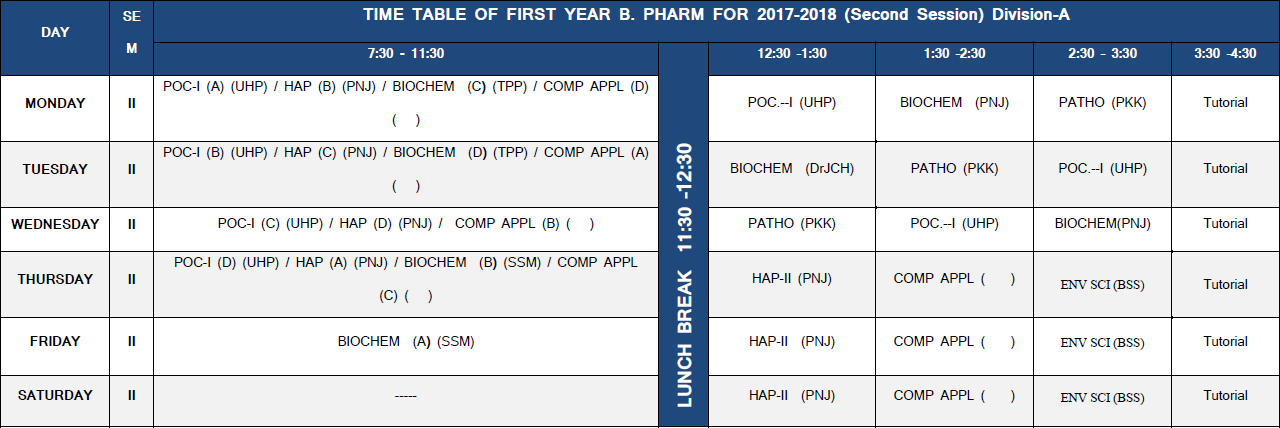 TIME TABLE OF FIRST YEAR B. PHARM FOR 2017-2018 (Second Session) Division-A
DAY
SE
M
7:30 - 11:30
LUNCH BREAK 11:30 -12:30
12:30 -1:30
1:30 -2:30
2:30 - 3:30
3:30 -4:30
MONDAY
II
POC-I (A) (UHP) / HAP (B) (PNJ) / BIOCHEM (C) (TPP) / COMP APPL (D)
( )
POC.--I (UHP)
BIOCHEM (PNJ)
PATHO (PKK)
Tutorial
TUESDAY
II
POC-I (B) (UHP) / HAP (C) (PNJ) / BIOCHEM (D) (TPP) / COMP APPL (A)
( )
BIOCHEM (DrJCH)
PATHO (PKK)
POC.--I (UHP)
Tutorial
WEDNESDAY
II
POC-I (C) (UHP) / HAP (D) (PNJ) / COMP APPL (B) ( )
PATHO (PKK)
POC.--I (UHP)
BIOCHEM(PNJ)
Tutorial
THURSDAY
II
POC-I (D) (UHP) / HAP (A) (PNJ) / BIOCHEM (B) (SSM) / COMP APPL
(C) ( )
HAP-II (PNJ)
COMP APPL ( )
ENV SCI (BSS)
Tutorial
FRIDAY
II
BIOCHEM (A) (SSM)
HAP-II (PNJ)
COMP APPL ( )
ENV SCI (BSS)
Tutorial
SATURDAY
II
-----
HAP-II (PNJ)
COMP APPL ( )
ENV SCI (BSS)
Tutorial